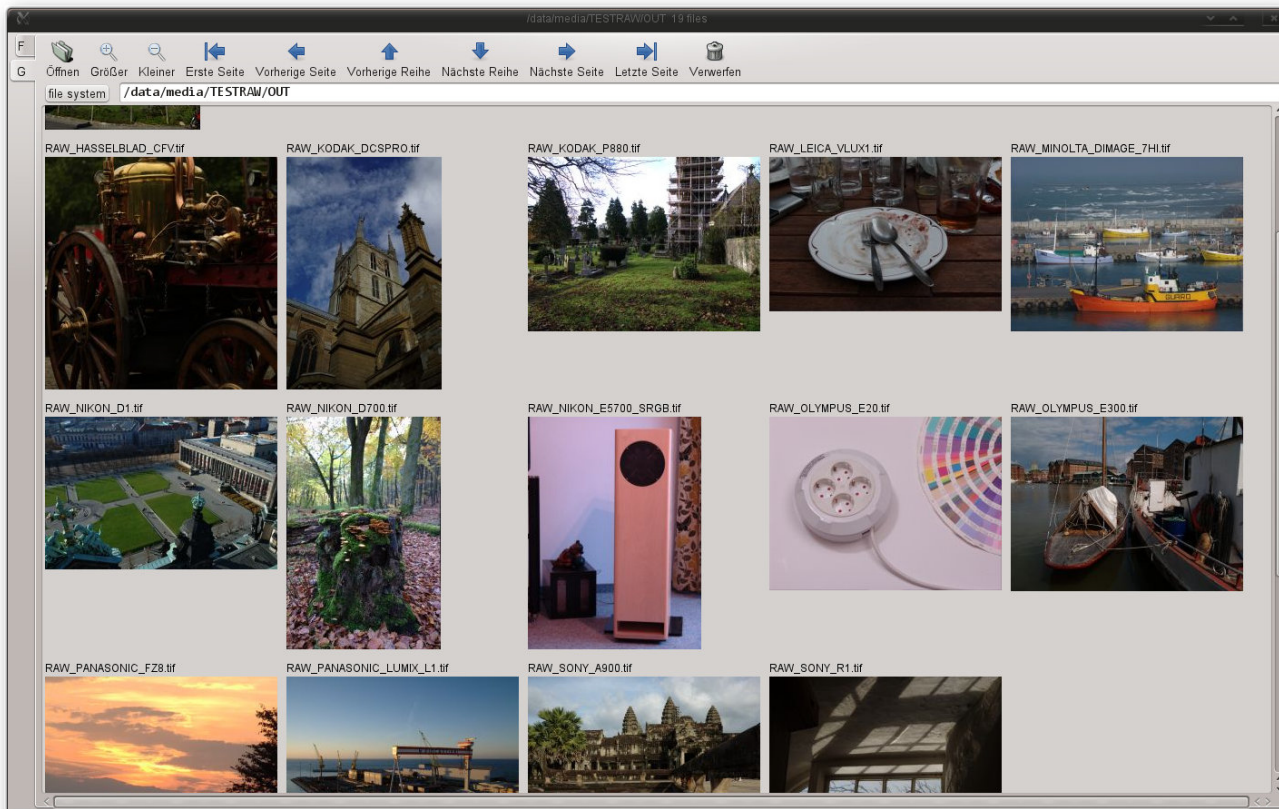 /data/media/TESTRAW/OUT 19 files
F
G
Öffnen Größer Kleiner Erste Seite Vorherige Seite Vorherige Reihe Nächste Reihe Nächste Seite Letzte Seite Verwerfen
file system /data/media/TESTRAW/OUT
RAW_HASSELBLAD_CFV.tif RAW_KODAK_DCSPRO.tif RAW_KODAK_P880.tif RAW_LEICA_VLUX1.tif RAW_MINOLTA_DIMAGE_7HI.tif
GUARD
RAW_NIKON_D1.tif RAW_NIKON_D700.tif RAW_NIKON_E5700_SRGB.tif RAW_OLYMPUS_E20.tif RAW_OLYMPUS_E300.tif
RAW_PANASONIC_FZ8.tif RAW_PANASONIC_LUMIX_L1.tif RAW_SONY_A900.tif RAW_SONY_R1.tif